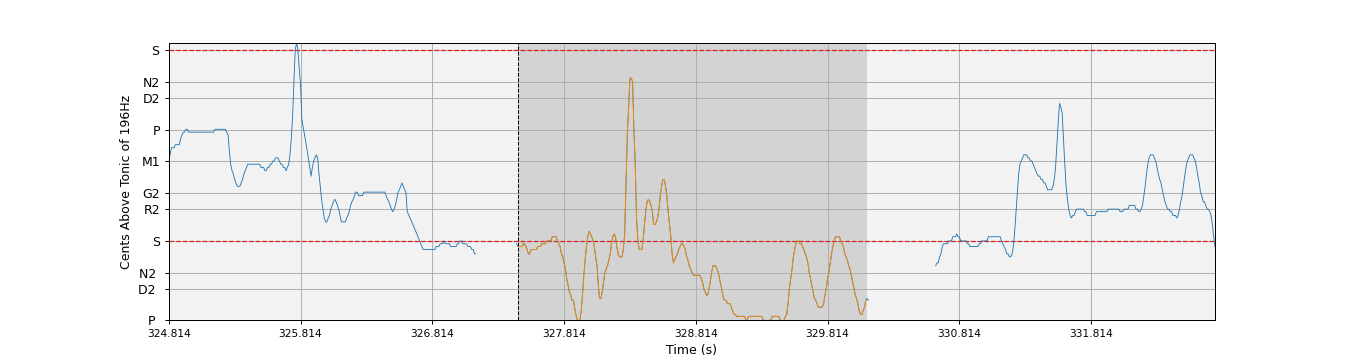 Cents Above Tonic of 196Hz
S
N2
D2
P
M1
G2
R2
S
N2
D2
P
324.814 325.814 326.814 327.814 328.814 329.814 330.814 331.814
Time (s)